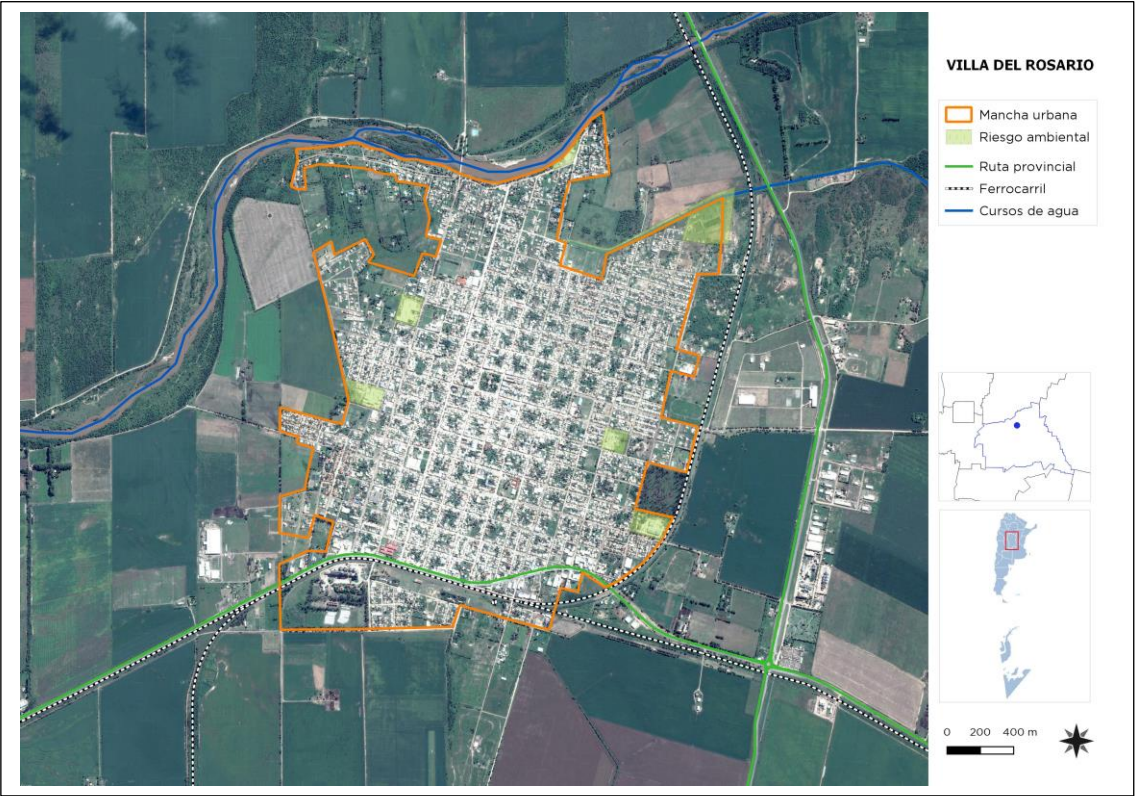 VILLA DEL ROSARIO
Mancha urbana
Riesgo ambiental
Ruta provincial
Ferrocarril
Cursos de agua
0 200 400 m